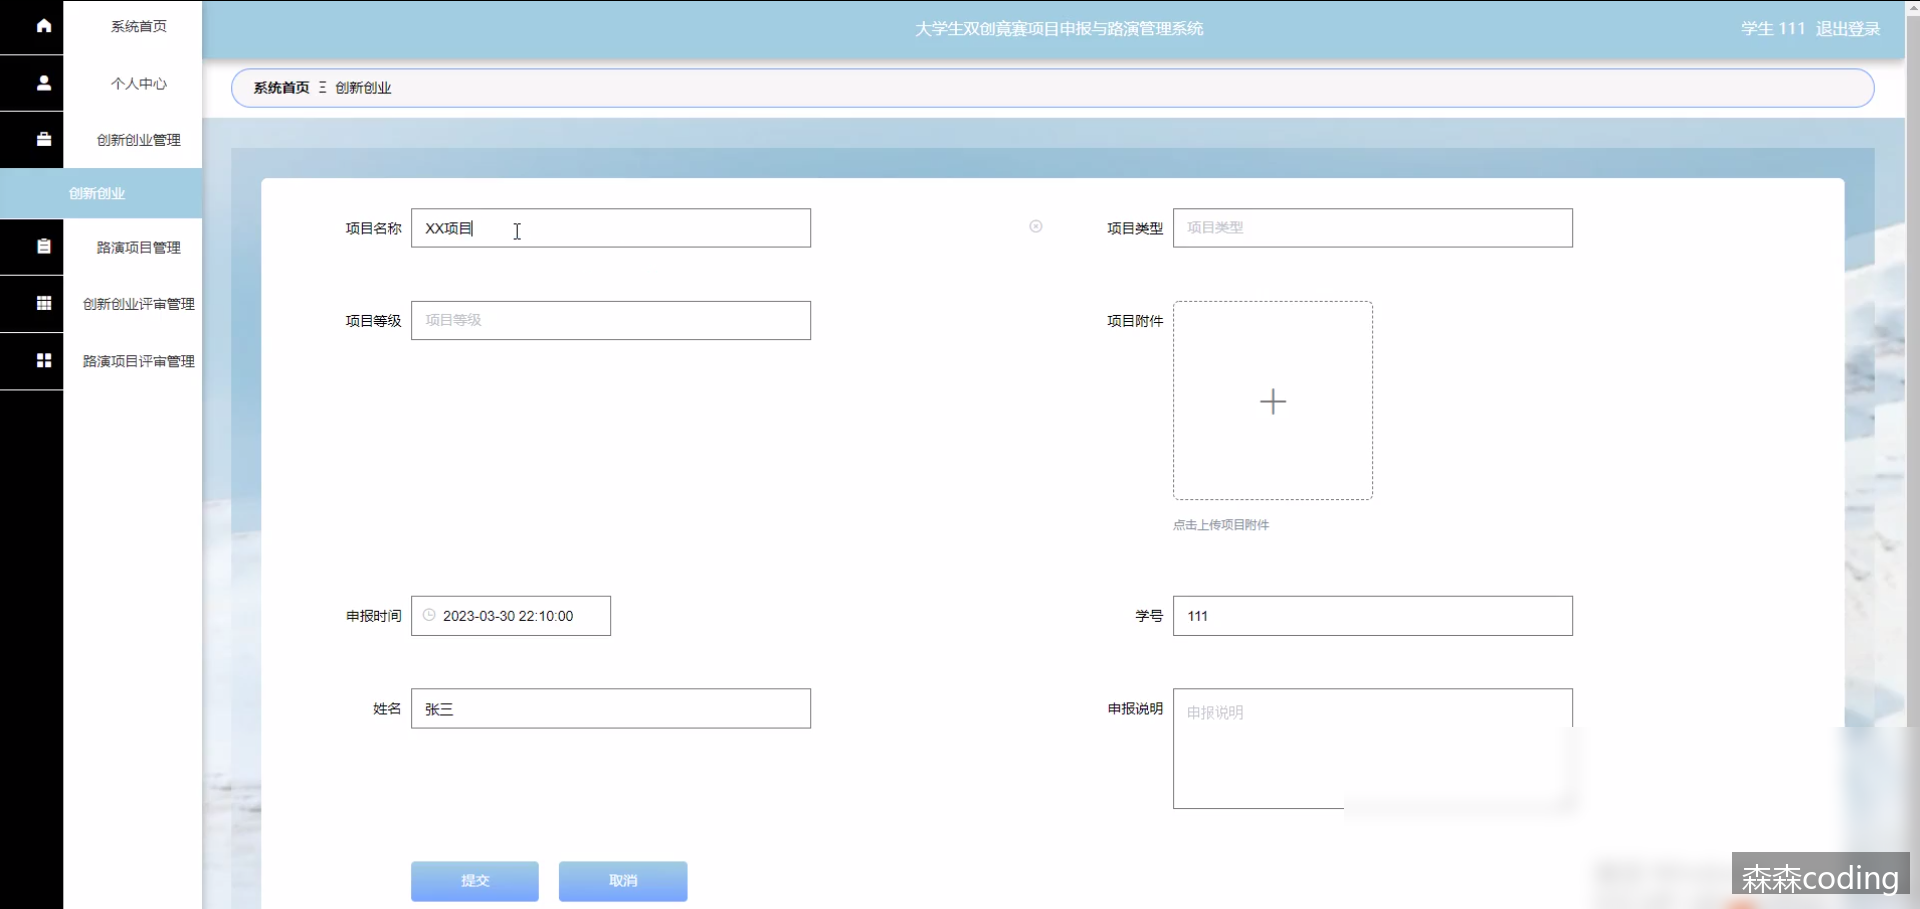 系统首页
个人中心
创新创业管理
创新创业
路演项目管理
创新创业评审管理
路演项目评审管理
大学生双创竟赛项目申报与路演管理系统
学生 111 退出登录
系统首页 Ξ 创新创业
项目名称 XX项目
项目类型 项目类型
项目等级 项目等级
项目附件
点击上传项目附件
申报时间 2023-03-30 22:10:00
学号 111
姓名 张三
申报说明 申报说明
提交 取消
森森coding